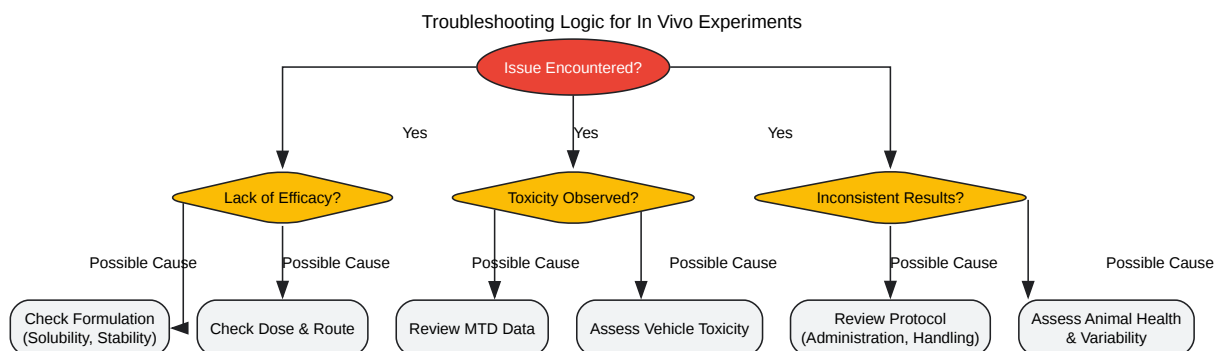 Troubleshooting Logic for In Vivo Experiments
Issue Encountered?
Yes
Yes
Yes
Lack of Efficacy?
Toxicity Observed?
Inconsistent Results?
Possible Cause
Possible Cause
Possible Cause
Possible Cause
Possible Cause
Possible Cause
Check Formulation
(Solubility, Stability)
Check Dose & Route
Review MTD Data
Assess Vehicle Toxicity
Review Protocol
(Administration, Handling)
Assess Animal Health
& Variability